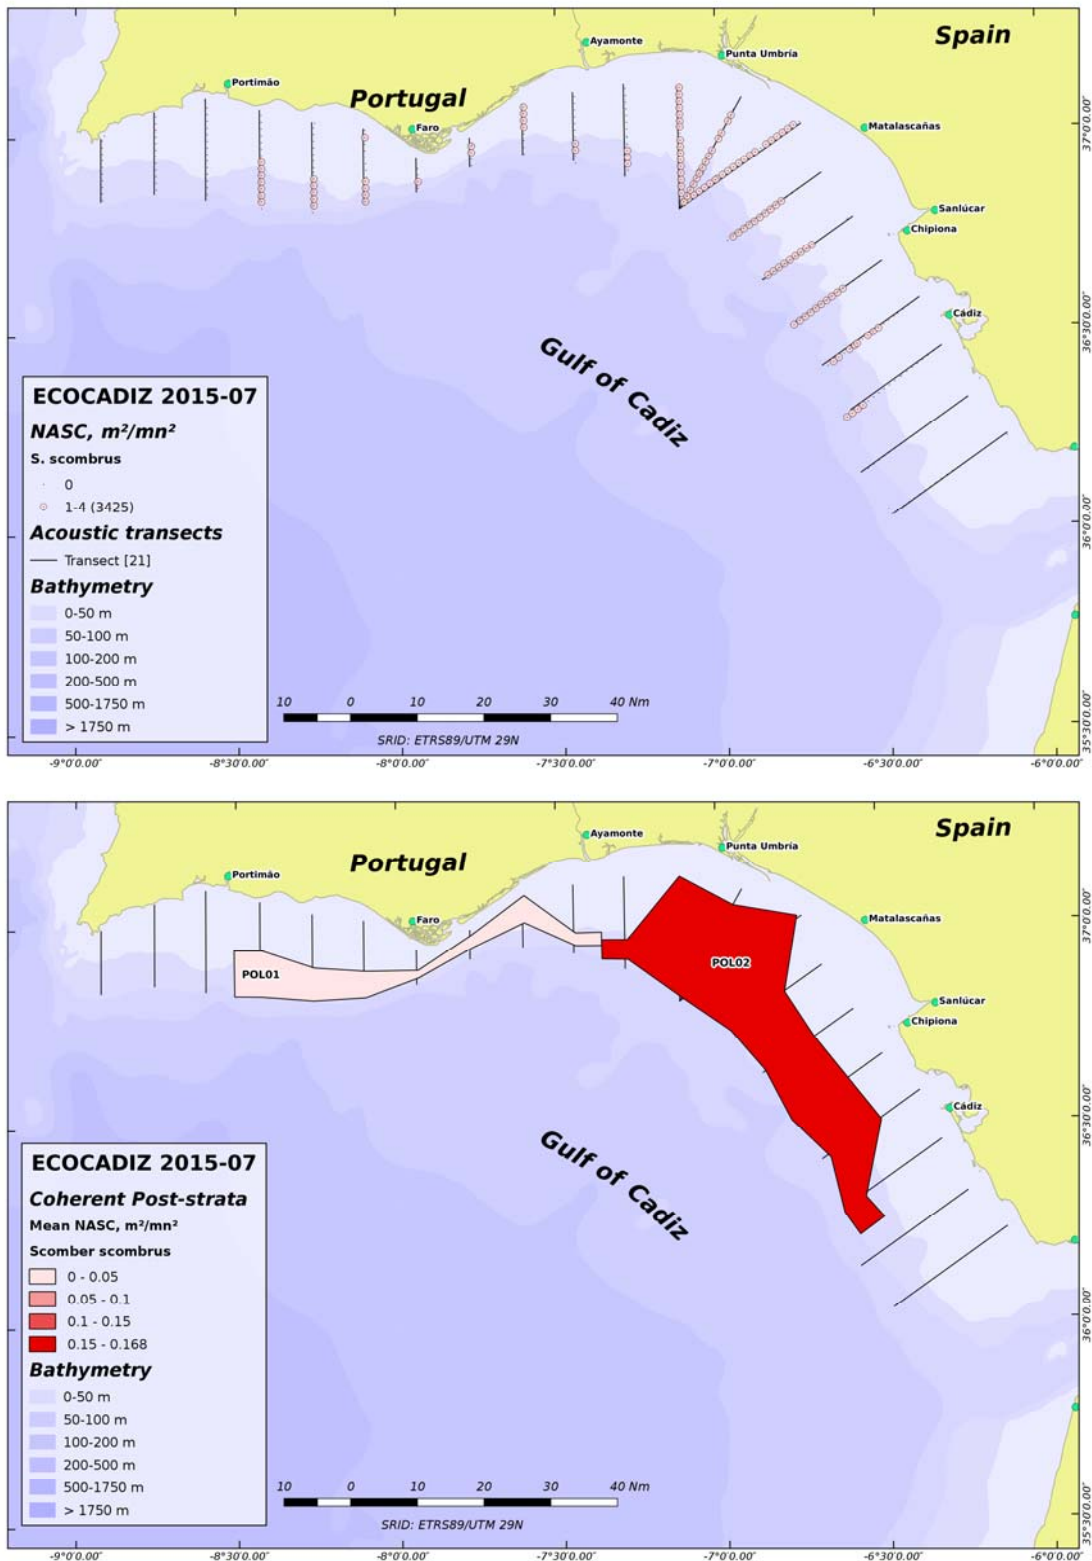 Spain
Ayamonte
Punta Umbría
Portimão
Portugal
Faro
Matalascañas
37°0'0.00"
Sanlúcar
Chipiona
Cádiz
36°30'0.00"
Gulf of Cadiz
ECOCADIZ 2015-07
NASC, m²/mn²
S. scombrus
0
1-4 (3425)
Acoustic transects
Transect [21]
Bathymetry
0-50 m
50-100 m
100-200 m
200-500 m
500-1750 m
> 1750 m
36°0'0.00"
10 0 10 20 30 40 Nm
SRID: ETRS89/UTM 29N
35°30'0.00"
-9°0'0.00" -8°30'0.00" -8°0'0.00" -7°30'0.00" -7°0'0.00" -6°30'0.00" -6°0'0.00"
Spain
Ayamonte
Punta Umbría
Portugal
Portimão
Faro
Matalascañas
37°0'0.00"
POL01
POL02
Sanlúcar
Chipiona
Cádiz
36°30'0.00"
Gulf of Cadiz
ECOCADIZ 2015-07
Coherent Post-strata
Mean NASC, m²/mn²
Scomber scombrus
0 - 0.05
0.05 - 0.1
0.1 - 0.15
0.15 - 0.168
Bathymetry
0-50 m
50-100 m
100-200 m
200-500 m
500-1750 m
> 1750 m
36°0'0.00"
10 0 10 20 30 40 Nm
SRID: ETRS89/UTM 29N
35°30'0.00"
-9°0'0.00" -8°30'0.00" -8°0'0.00" -7°30'0.00" -7°0'0.00" -6°30'0.00" -6°0'0.00"